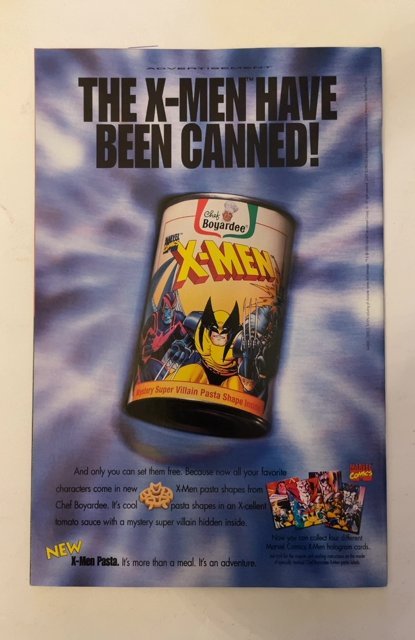 ADVERTISEMENT
THE X-MEN™ HAVE
BEEN CANNED!
Chef
Boyardee
MARVEL
COMICS
X-MEN
Mystery Super Villain Pasta Shape Inside
And only you can set them free. Because now all your favorite
characters come in new X-Men pasta shapes from
Chef Boyardee. It's cool pasta shapes in an X-cellent
tomato sauce with a mystery super villain hidden inside.
NEW
X-Men Pasta. It's more than a meal. It's an adventure.
MARVEL
COMICS
Now you can collect four different
Marvel Comics X-Men hologram cards.